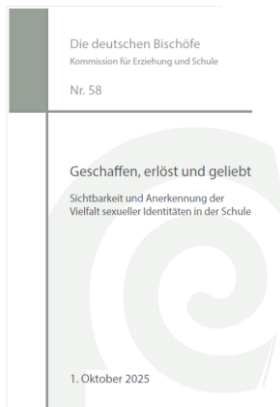 Die deutschen Bischöfe
Kommission für Erziehung und Schule
Nr. 58
Geschaffen, erlöst und geliebt
Sichtbarkeit und Anerkennung der
Vielfalt sexueller Identitäten in der Schule
1. Oktober 2025